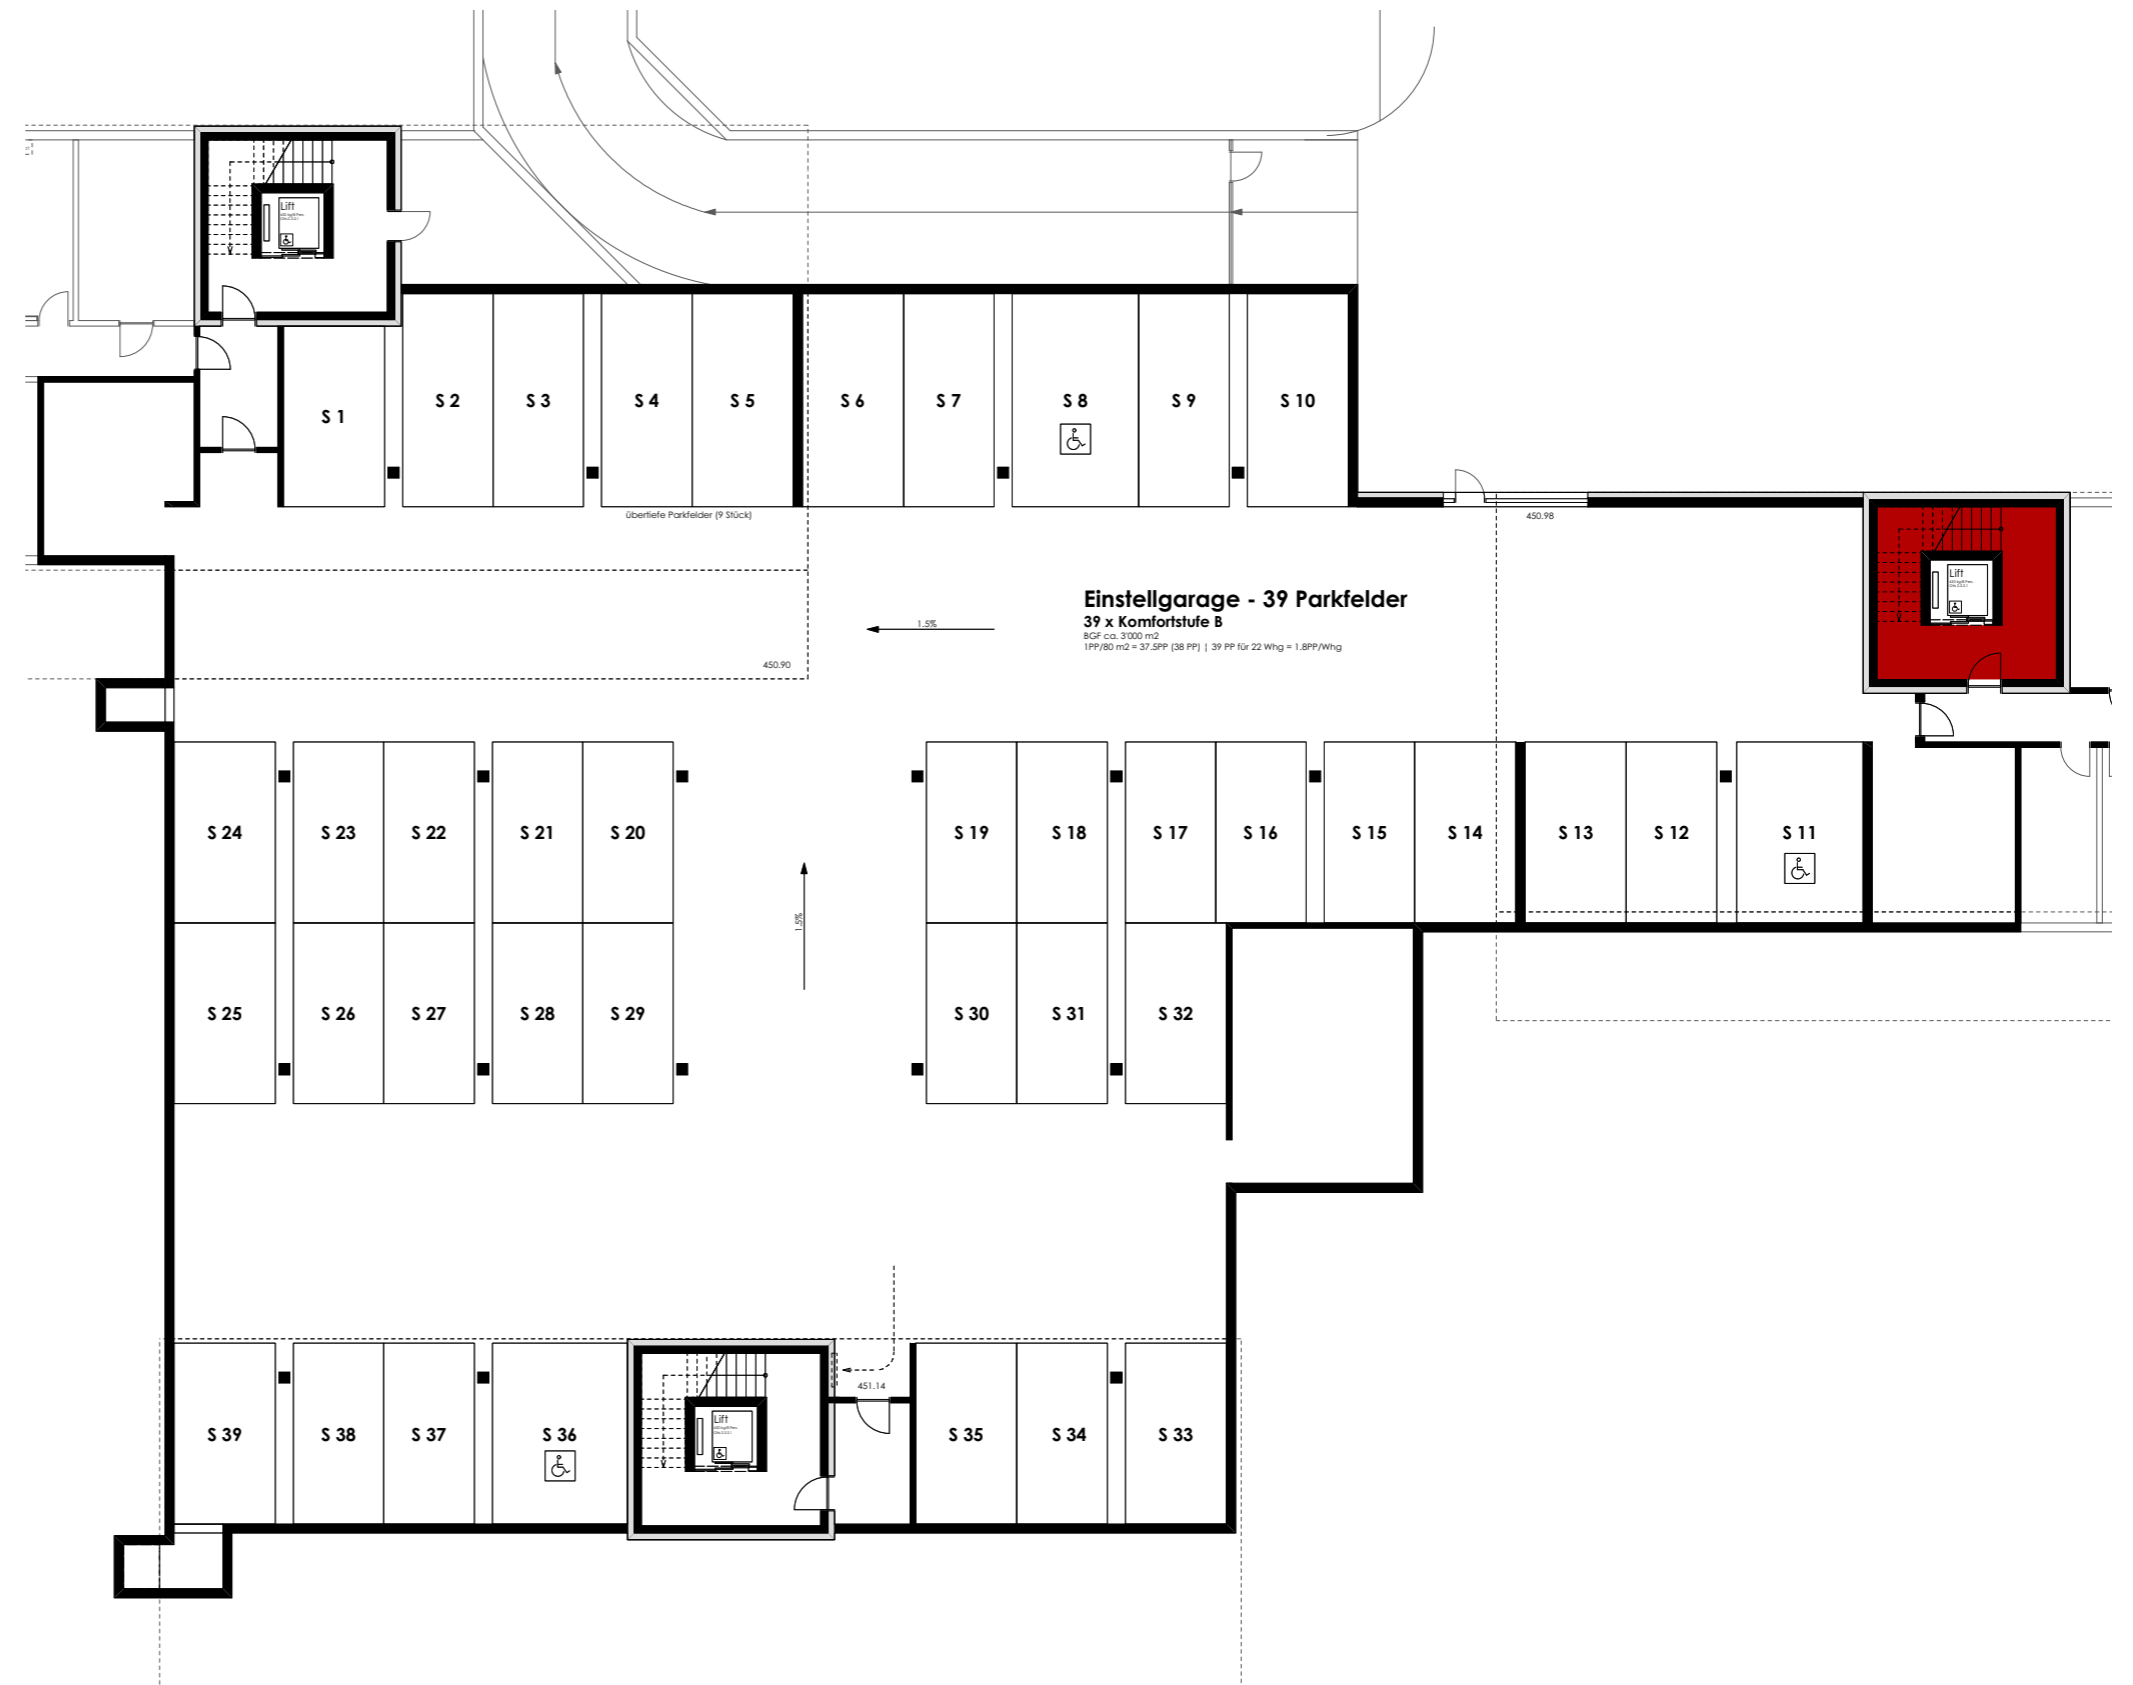 Lift
S 1
S 2
S 3
S 4
S 5
S 6
S 7
S 8
S 9
S 10
übertiefe Parkfelder (9 Stück)
450.98
Lift
Einstellgarage - 39 Parkfelder
39 x Komfortstufe B
BGF ca. 3'000 m2
1PP/80 m2 = 37.5PP (38 PP) | 39 PP für 22 Whg = 1.8PP/Whg
1.5%
450.90
S 24
S 23
S 22
S 21
S 20
S 19
S 18
S 17
S 16
S 15
S 14
S 13
S 12
S 11
1.5%
S 25
S 26
S 27
S 28
S 29
S 30
S 31
S 32
451.14
Lift
S 39
S 38
S 37
S 36
S 35
S 34
S 33